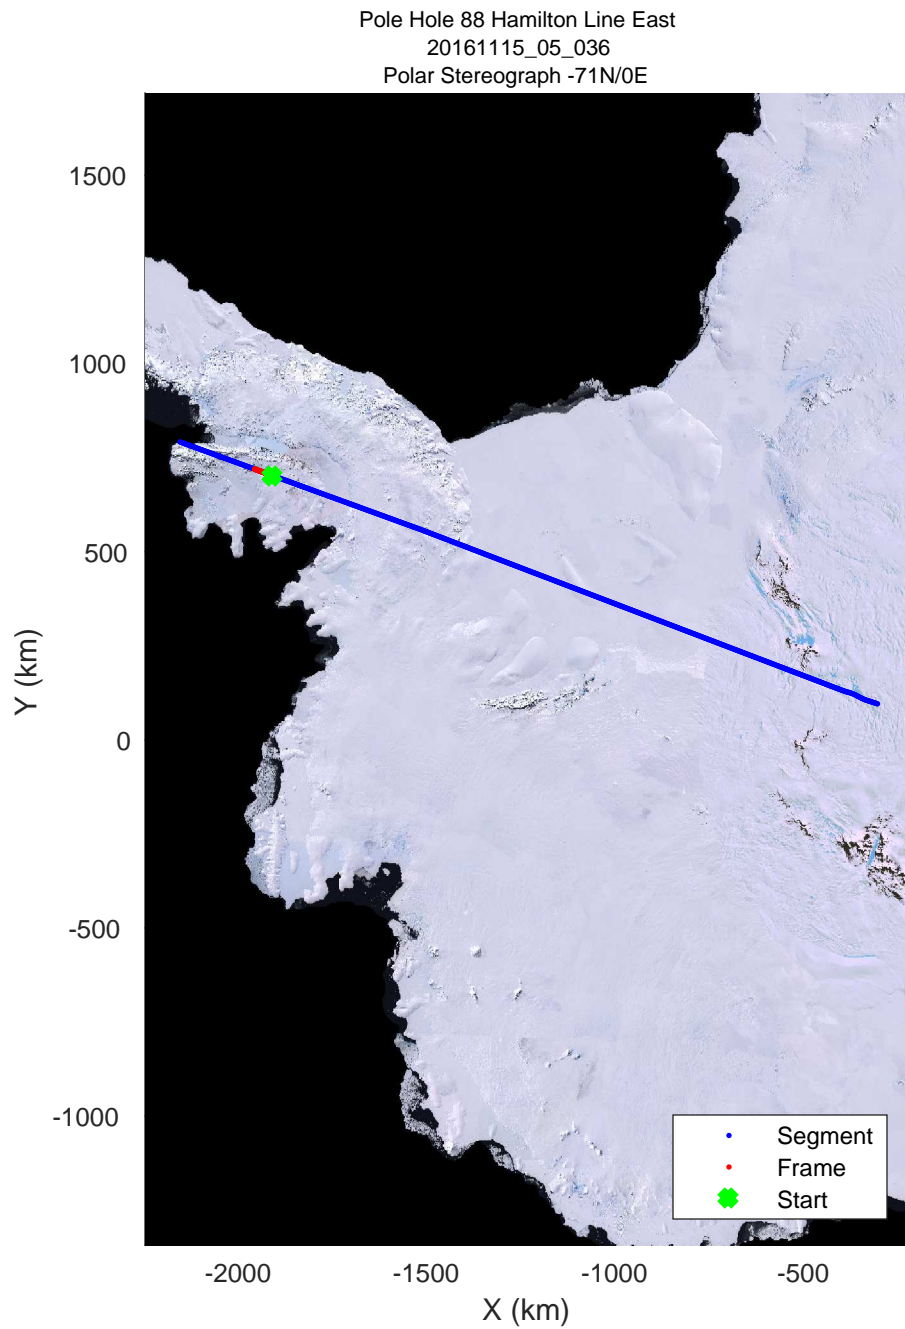 Pole Hole 88 Hamilton Line East
20161115_05_036
Polar Stereograph -71N/0E
1500
1000
500
0
-500
-1000
Y (km)
Segment
Frame
Start
-2000
-1500
-1000
-500
X (km)